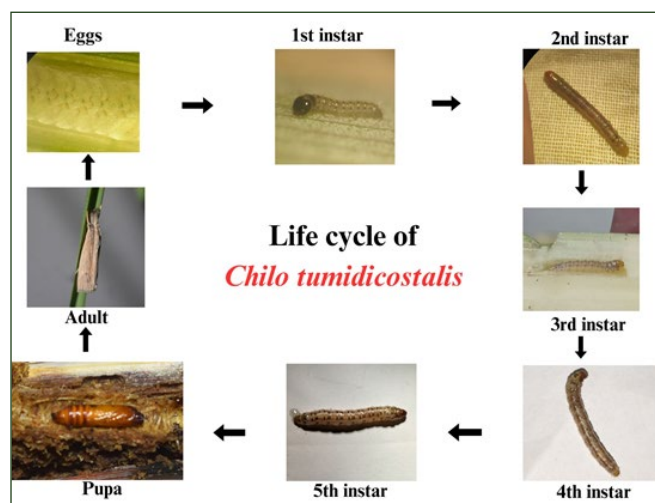 Eggs
1st instar
2nd instar
Life cycle of
Chilo tumidicostalis
3rd instar
Adult
Pupa
5th instar
4th instar